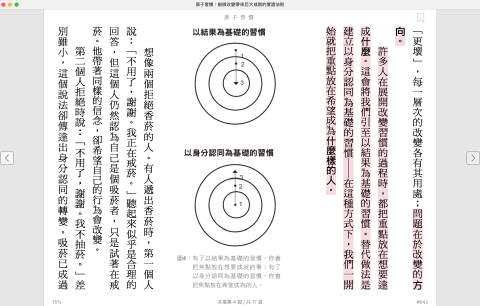 原子習慣：細微改變帶來巨大成就的實證法則
原子習慣
「更壞」，每一層次的改變各有其用處；問題在於改變的方
向。
許多人在展開改變習慣的過程時，都把重點放在想要達
成什麼。這會將我們引至以結果為基礎的習慣。替代做法是
建立以身分認同為基礎的習慣——在這種方式下，我們一開
始就把重點放在希望成為什麼樣的人。
以結果為基礎的習慣
1
2
3
以身分認同為基礎的習慣
3
2
1
圖4：有了以結果為基礎的習慣，你會
把焦點放在想要達成的事；有了
以身分認同為基礎的習慣，你會
把焦點放在希望成為的人。
想像兩個拒絕香菸的人。有人遞出香菸時，第一個人
說：「不用了，謝謝。我正在戒菸。」聽起來似乎是合理的
回答，但這個人仍然認為自己是個吸菸者，只是試著在戒
菸。他帶著同樣的信念，卻希望自己的行為會改變。
第二個人拒絕時說：「不用了，謝謝。我不抽菸。」差
別雖小，這個說法卻傳達出身分認同的轉變。吸菸已成過
15%
本章第 4 頁 / 共 17 頁